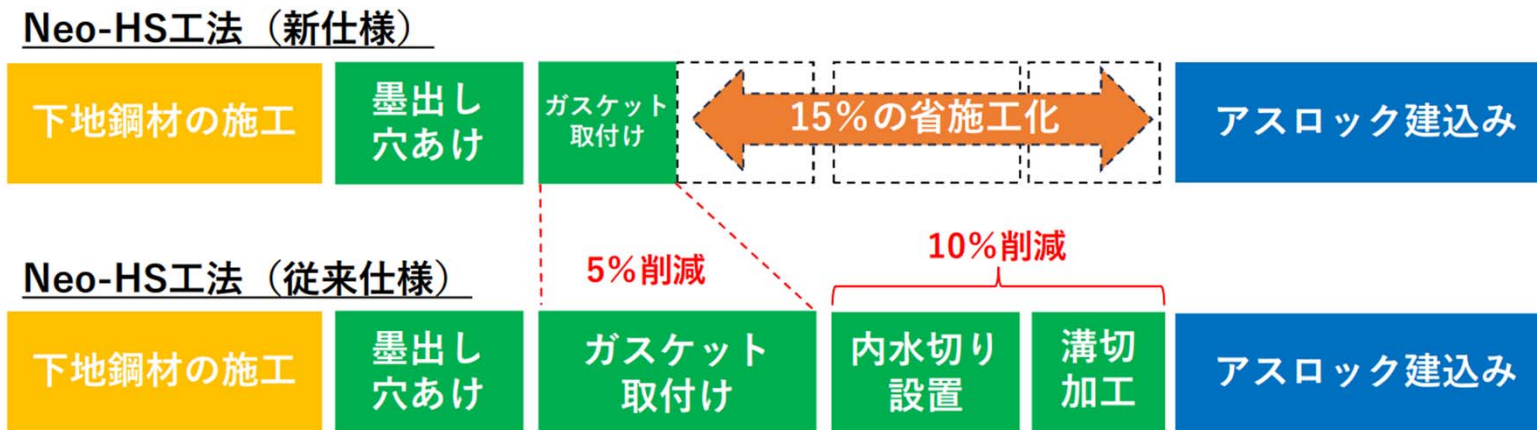 Neo-HS工法（新仕様）
下地鋼材の施工
墨出し
穴あけ
ガスケット
取付け
15%の省施工化
アスロック建込み
5%削減
10%削減
Neo-HS工法（従来仕様）
下地鋼材の施工
墨出し
穴あけ
ガスケット
取付け
内水切り
設置
溝切
加工
アスロック建込み